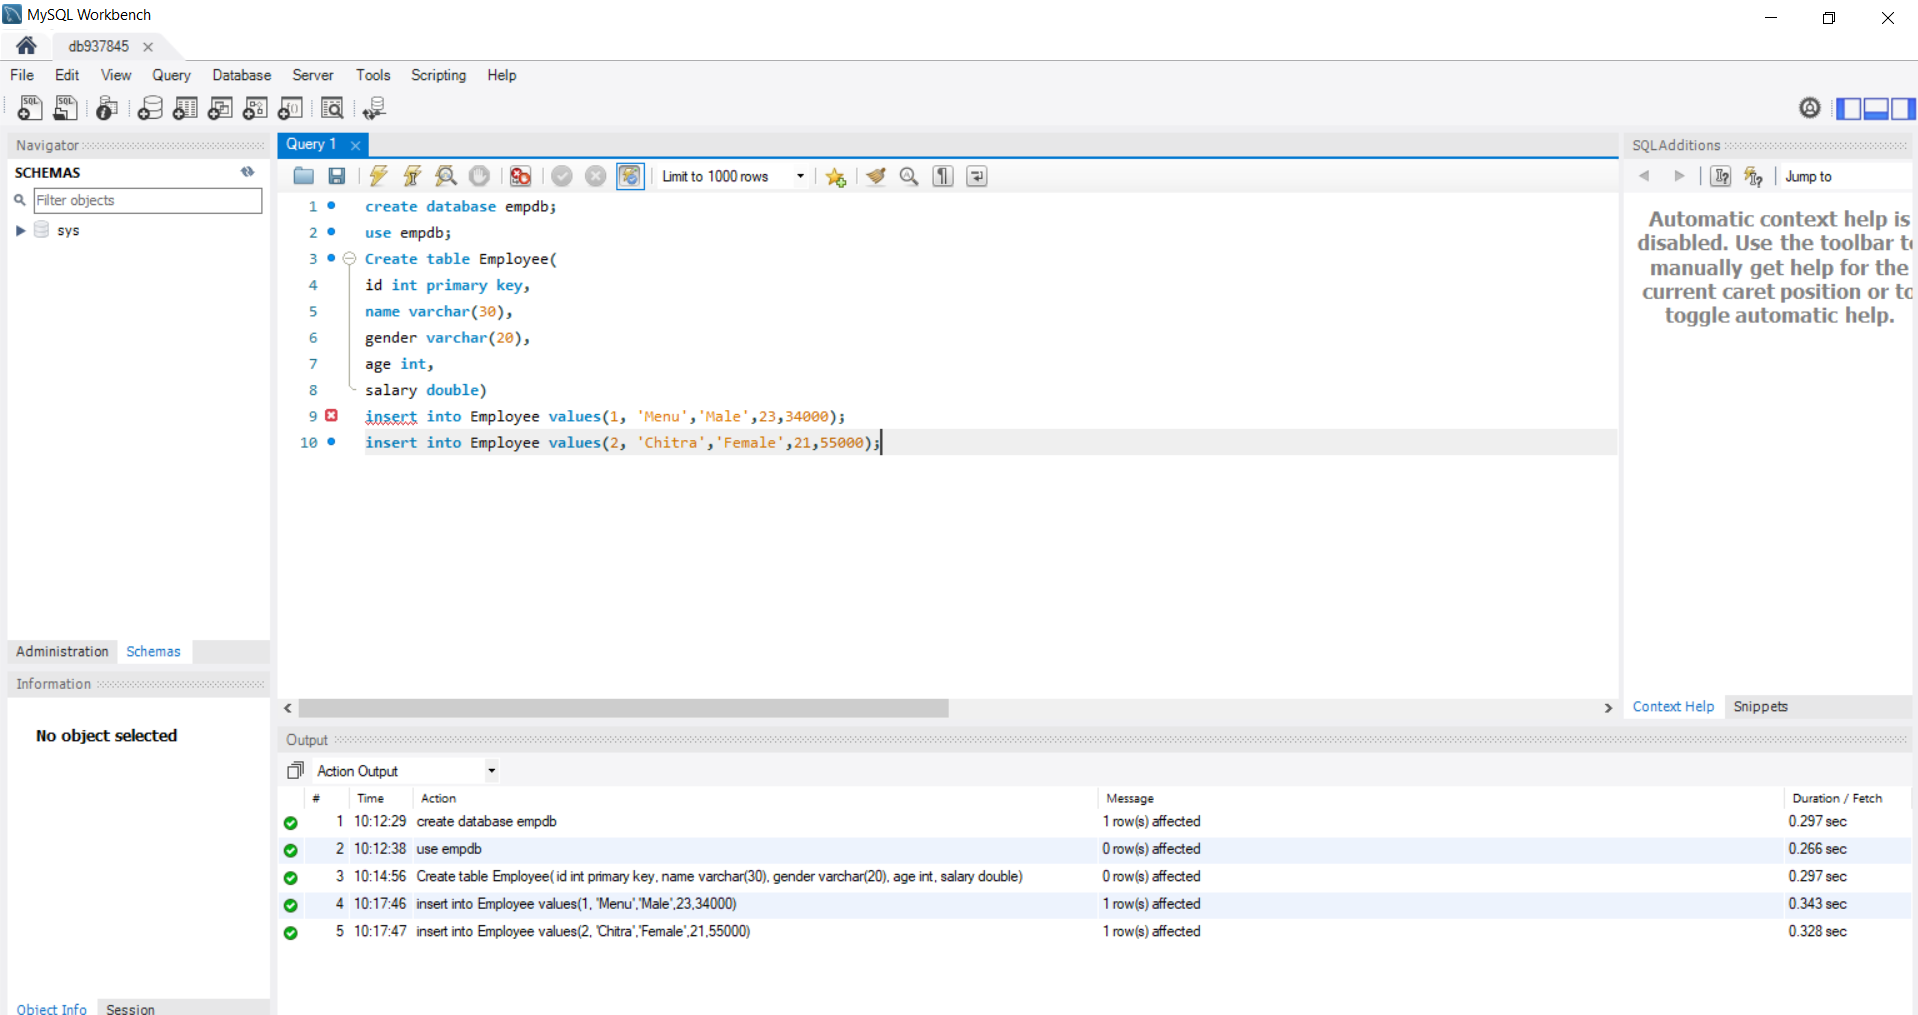 MySQL Workbench
db937845
File Edit View Query Database Server Tools Scripting Help
Navigator
SCHEMAS
Filter objects
sys
Administration Schemas
Information
No object selected
Object Info Session
Query 1
Limit to 1000 rows
1 create database empdb;
2 use empdb;
3 Create table Employee(
4 id int primary key,
5 name varchar(30),
6 gender varchar(20),
7 age int,
8 salary double)
9 insert into Employee values(1, 'Menu','Male',23,34000);
10 insert into Employee values(2, 'Chitra','Female',21,55000);
SQLAdditions
Jump to
Automatic context help is
disabled. Use the toolbar to
manually get help for the
current caret position or to
toggle automatic help.
Context Help Snippets
Output
Action Output
# Time Action Message Duration / Fetch
1 10:12:29 create database empdb 1 row(s) affected 0.297 sec
2 10:12:38 use empdb 0 row(s) affected 0.266 sec
3 10:14:56 Create table Employee( id int primary key, name varchar(30), gender varchar(20), age int, salary double) 0 row(s) affected 0.297 sec
4 10:17:46 insert into Employee values(1, 'Menu','Male',23,34000) 1 row(s) affected 0.343 sec
5 10:17:47 insert into Employee values(2, 'Chitra','Female',21,55000) 1 row(s) affected 0.328 sec